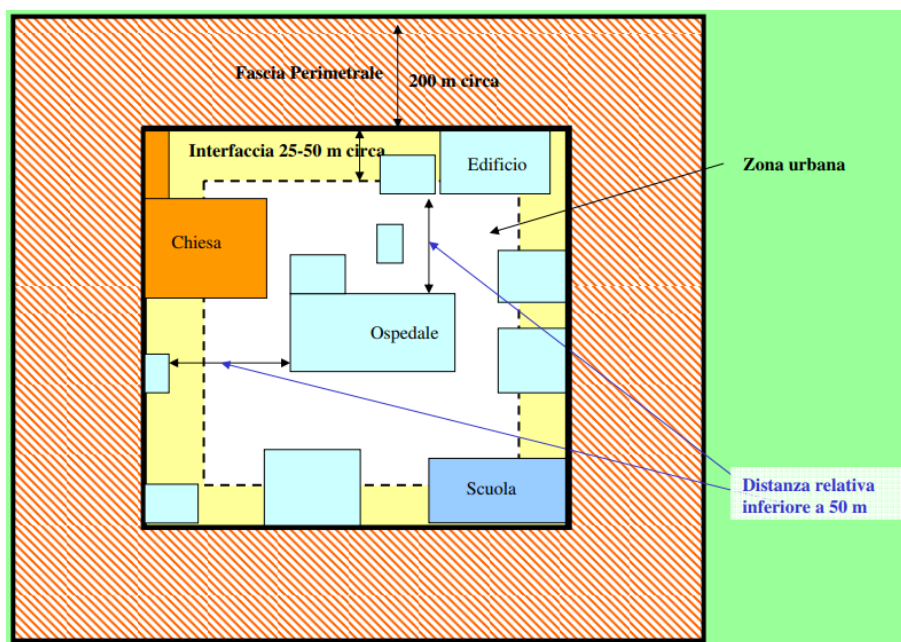 Fascia Perimetrale
200 m circa
Interfaccia 25-50 m circa
Edificio
Zona urbana
Chiesa
Ospedale
Scuola
Distanza relativa
inferiore a 50 m